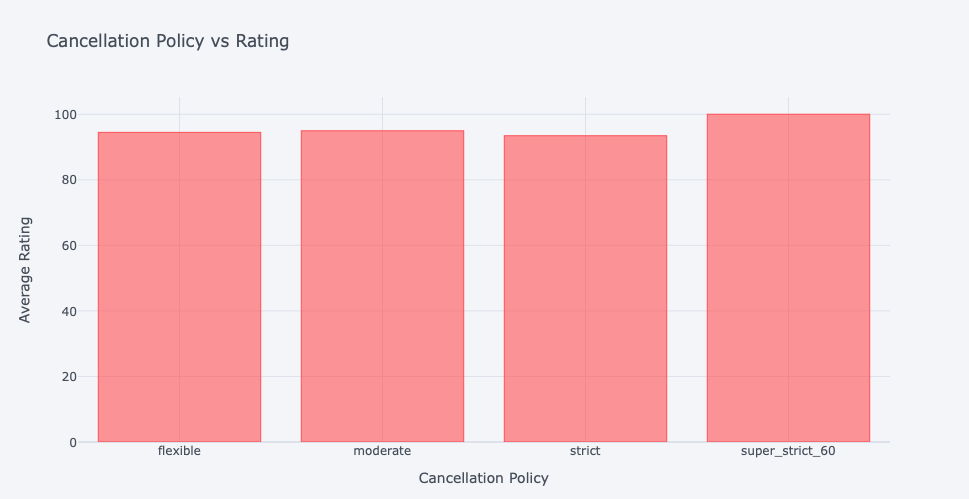 Cancellation Policy vs Rating
Average Rating
100
80
60
40
20
0
flexible
moderate
strict
super_strict_60
Cancellation Policy